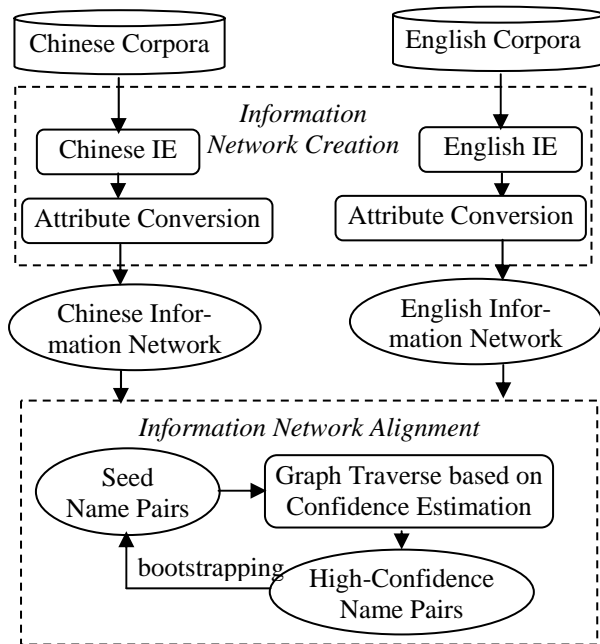 Chinese Corpora
English Corpora
Information
Network Creation
Chinese IE
English IE
Attribute Conversion
Attribute Conversion
Chinese Infor-
mation Network
English Infor-
mation Network
Information Network Alignment
Seed
Name Pairs
Graph Traverse based on
Confidence Estimation
bootstrapping
High-Confidence
Name Pairs